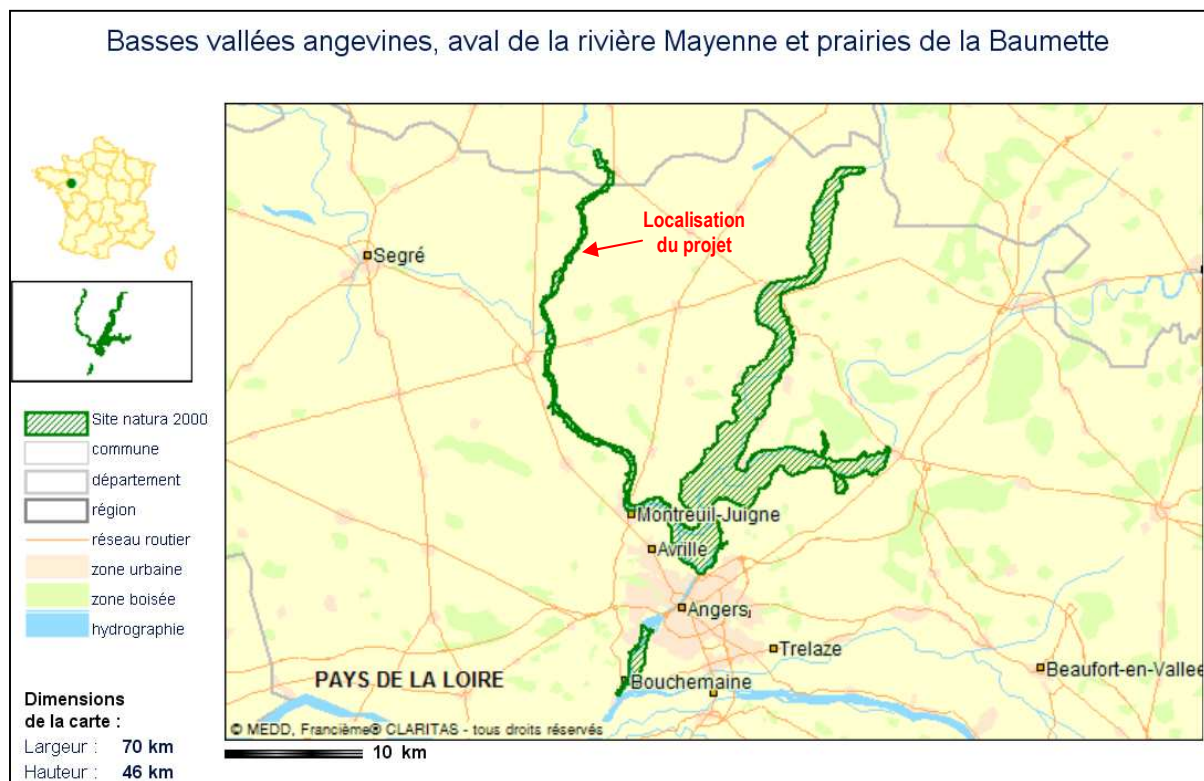 Basses vallées angevines, aval de la rivière Mayenne et prairies de la Baumette
Localisation
du projet
Segré
Site natura 2000
commune
département
région
réseau routier
zone urbaine
zone boisée
hydrographie
Montreuil-Juigne
Avrille
Angers
Trelaze
Beaufort-en-Vallee
Bouchemaine
PAYS DE LA LOIRE
© MEDD, Francième® CLARITAS - tous droits réservés
10 km
Dimensions
de la carte :
Largeur : 70 km
Hauteur : 46 km